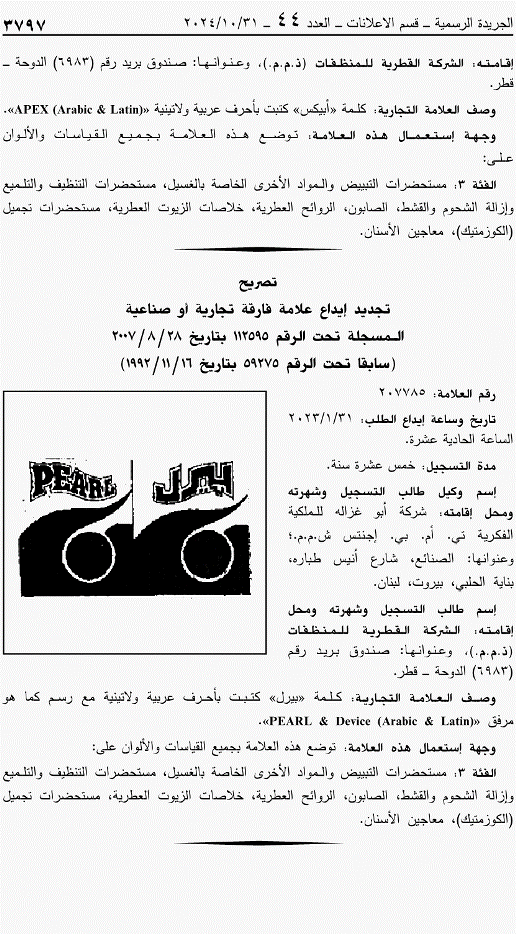 الجريدة الرسمية ـ قسم الاعلانات ـ العدد ٤٤ ـ ٢٠٢٤/١٠/٣١
٣٧٩٧
إقامته: الشركة القطرية للمنظفات (ذ.م.م.)، وعنوانها: صندوق بريد رقم (٦٩٨٣) الدوحة ـ
قطر.
وصف العلامة التجارية: كلمة «أبيكس» كتبت بأحرف عربية ولاتينية «APEX (Arabic & Latin)».
وجهة إستعمال هذه العلامة: توضع هذه العلامة بجميع القياسات والألوان
على:
الفئة ٣: مستحضرات التبييض والمواد الأخرى الخاصة بالغسيل، مستحضرات التنظيف والتلميع
وإزالة الشحوم والقشط، الصابون، الروائح العطرية، خلاصات الزيوت العطرية، مستحضرات تجميل
(الكوزمتيك)، معاجين الأسنان.
تصريح
تجديد إيداع علامة فارقة تجارية أو صناعية
المسجلة تحت الرقم ١١٢٥٩٥ بتاريخ ٢٠٠٧/٨/٢٨
(سابقا تحت الرقم ٥٩٢٧٥ بتاريخ ١٩٩٢/١١/١٦)
رقم العلامة: ٢٠٧٧٨٥
تاريخ وساعة إيداع الطلب: ٢٠٢٣/١/٣١
الساعة الحادية عشرة.
مدة التسجيل: خمس عشرة سنة.
إسم وكيل طالب التسجيل وشهرته
ومحل إقامته: شركة أبو غزاله للملكية
الفكرية تي. أم. بي. إجنتس ش.م.م.؛
وعنوانها: الصنائع، شارع أنيس طباره،
بناية الحلبي، بيروت، لبنان.
إسم طالب التسجيل وشهرته ومحل
إقامته: الشركة القطرية للمنظفات
(ذ.م.م.)، وعنوانها: صندوق بريد رقم
(٦٩٨٣) الدوحة ـ قطر.
PEARL
بيرل
وصف العلامة التجارية: كلمة «بيرل» كتبت بأحرف عربية ولاتينية مع رسم كما هو
مرفق «PEARL & Device (Arabic & Latin)».
وجهة إستعمال هذه العلامة: توضع هذه العلامة بجميع القياسات والألوان على:
الفئة ٣: مستحضرات التبييض والمواد الأخرى الخاصة بالغسيل، مستحضرات التنظيف والتلميع
وإزالة الشحوم والقشط، الصابون، الروائح العطرية، خلاصات الزيوت العطرية، مستحضرات تجميل
(الكوزمتيك)، معاجين الأسنان.